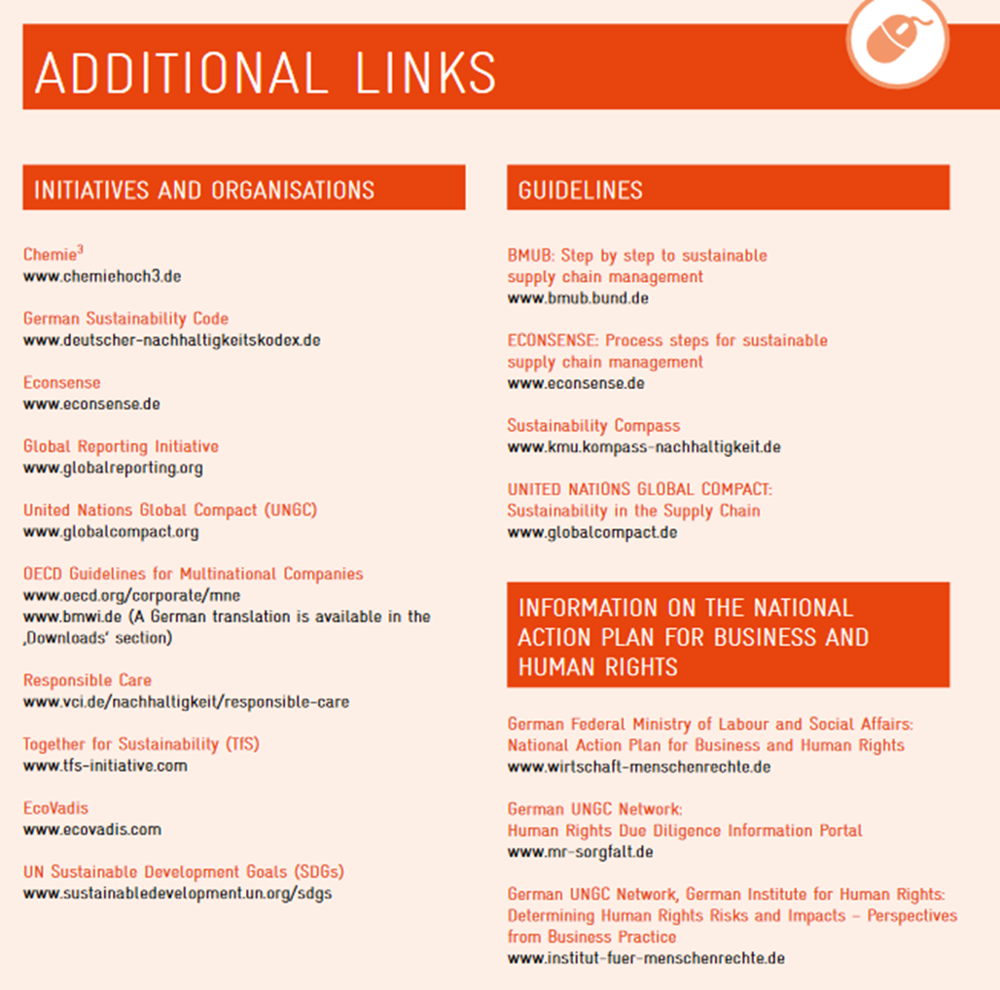 ADDITIONAL LINKS
INITIATIVES AND ORGANISATIONS
Chemie³
www.chemiehoch3.de
German Sustainability Code
www.deutscher-nachhaltigkeitskodex.de
Econsense
www.econsense.de
Global Reporting Initiative
www.globalreporting.org
United Nations Global Compact (UNGC)
www.globalcompact.org
OECD Guidelines for Multinational Companies
www.oecd.org/corporate/mne
www.bmwi.de (A German translation is available in the
‚Downloads‘ section)
Responsible Care
www.vci.de/nachhaltigkeit/responsible-care
Together for Sustainability (TfS)
www.tfs-initiative.com
EcoVadis
www.ecovadis.com
UN Sustainable Development Goals (SDGs)
www.sustainabledevelopment.un.org/sdgs
GUIDELINES
BMUB: Step by step to sustainable
supply chain management
www.bmub.bund.de
ECONSENSE: Process steps for sustainable
supply chain management
www.econsense.de
Sustainability Compass
www.kmu.kompass-nachhaltigkeit.de
UNITED NATIONS GLOBAL COMPACT:
Sustainability in the Supply Chain
www.globalcompact.de
INFORMATION ON THE NATIONAL
ACTION PLAN FOR BUSINESS AND
HUMAN RIGHTS
German Federal Ministry of Labour and Social Affairs:
National Action Plan for Business and Human Rights
www.wirtschaft-menschenrechte.de
German UNGC Network:
Human Rights Due Diligence Information Portal
www.mr-sorgfalt.de
German UNGC Network, German Institute for Human Rights:
Determining Human Rights Risks and Impacts – Perspectives
from Business Practice
www.institut-fuer-menschenrechte.de